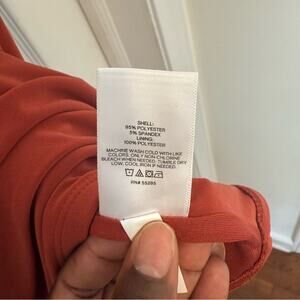 SHELL:
95% POLYESTER
5% SPANDEX
LINING:
100% POLYESTER
MACHINE WASH COLD WITH LIKE
COLORS, ONLY NON-CHLORINE
BLEACH WHEN NEEDED. TUMBLE DRY
LOW, COOL IRON IF NEEDED.
RN# 55285